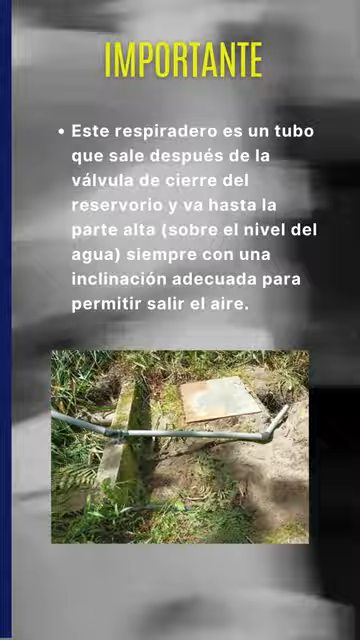 IMPORTANTE
• Este respiradero es un tubo
que sale después de la
válvula de cierre del
reservorio y va hasta la
parte alta (sobre el nivel del
agua) siempre con una
inclinación adecuada para
permitir salir el aire.